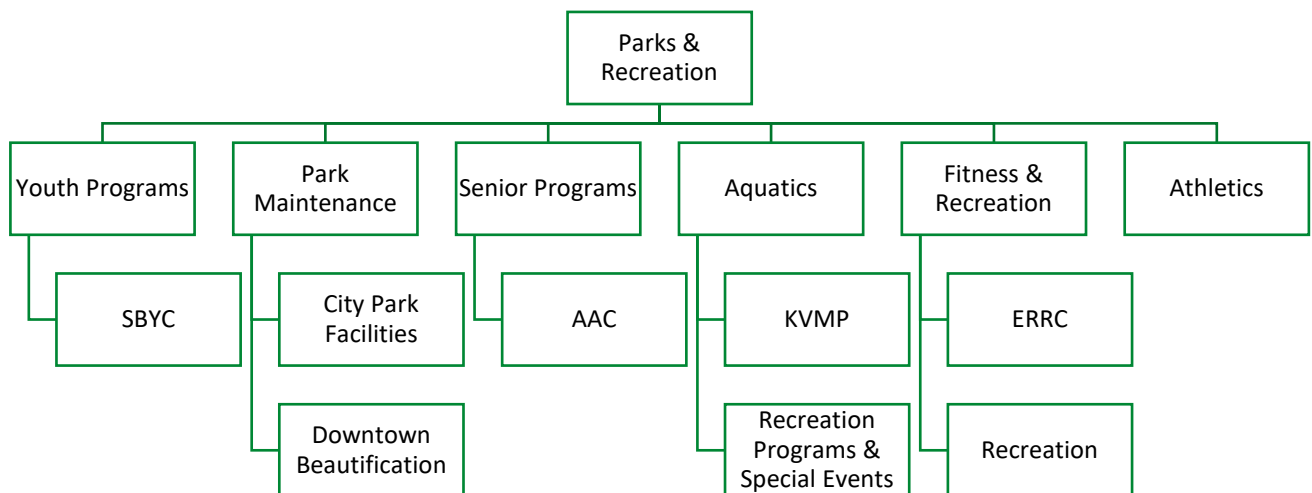 Parks &
Recreation
Youth Programs
Park
Maintenance
Senior Programs
Aquatics
Fitness &
Recreation
Athletics
SBYC
City Park
Facilities
AAC
KVMP
ERRC
Downtown
Beautification
Recreation
Programs &
Special Events
Recreation